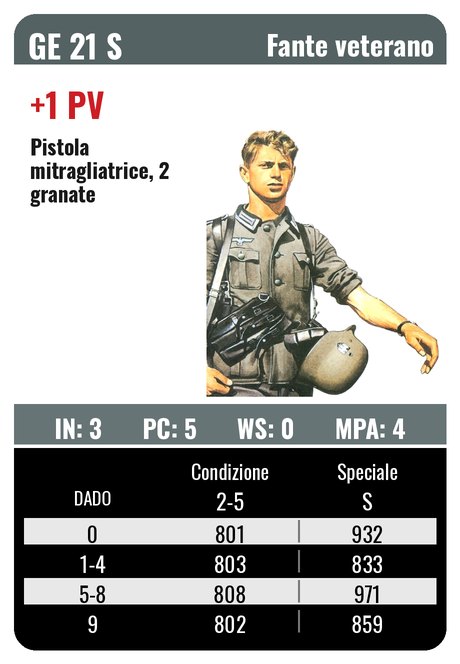 GE 21 S
Fante veterano
+1 PV
Pistola
mitragliatrice, 2
granate
IN: 3 PC: 5 WS: 0 MPA: 4
Condizione Speciale
DADO 2-5 S
0 801 | 932
1-4 803 | 833
5-8 808 | 971
9 802 | 859